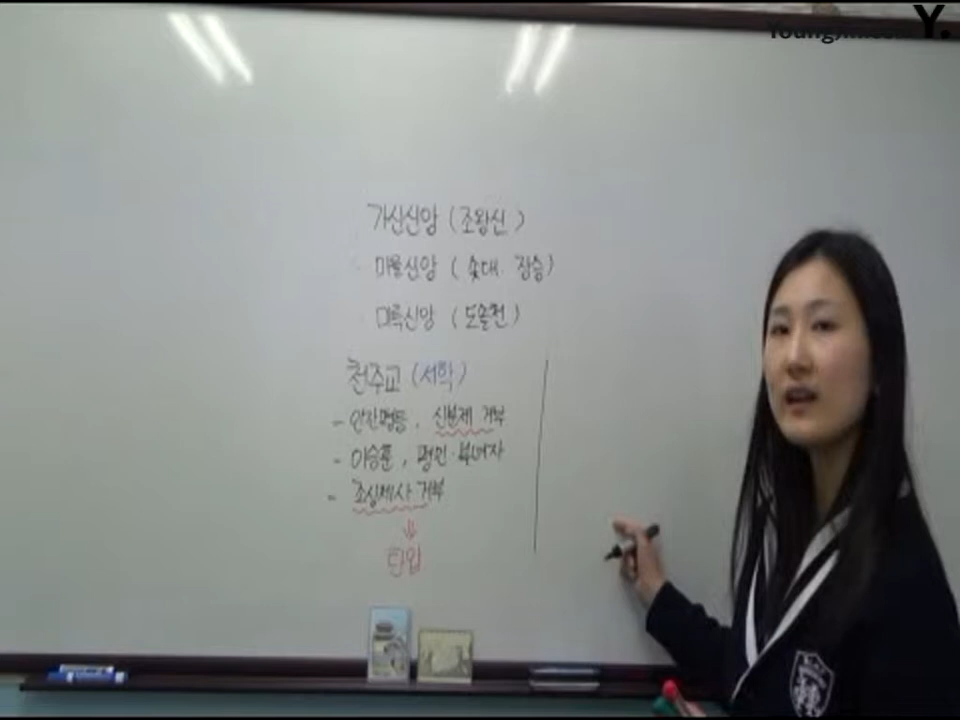 Y.
가신신앙 (조왕신)
마을신앙 (솟대. 장승)
미륵신앙 (도솔천)
천주교 (서학)
- 인간평등, 신분제 거부
- 이승훈, 평민·부녀자
- 조상제사 거부
⇓
탄압